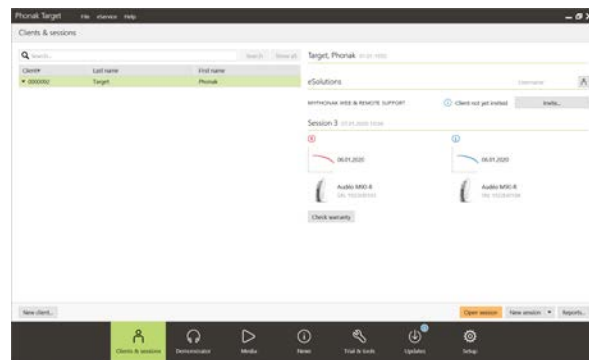 Phonak Target File eService Help
Clients & sessions
Search... Search Show all
Client# Last name First name
0000002 Target Phonak
Target, Phonak
eSolutions Username
MYPHONAK WEB & REMOTE SUPPORT Client not yet invited Invite...
Session 3
R L
06.01.2020 06.01.2020
Audéo M90-R Audéo M90-R
Check warranty
New client... Open session New session Reports...
Clients & sessions Demonstrator Media News Trial & tools Updates Setup